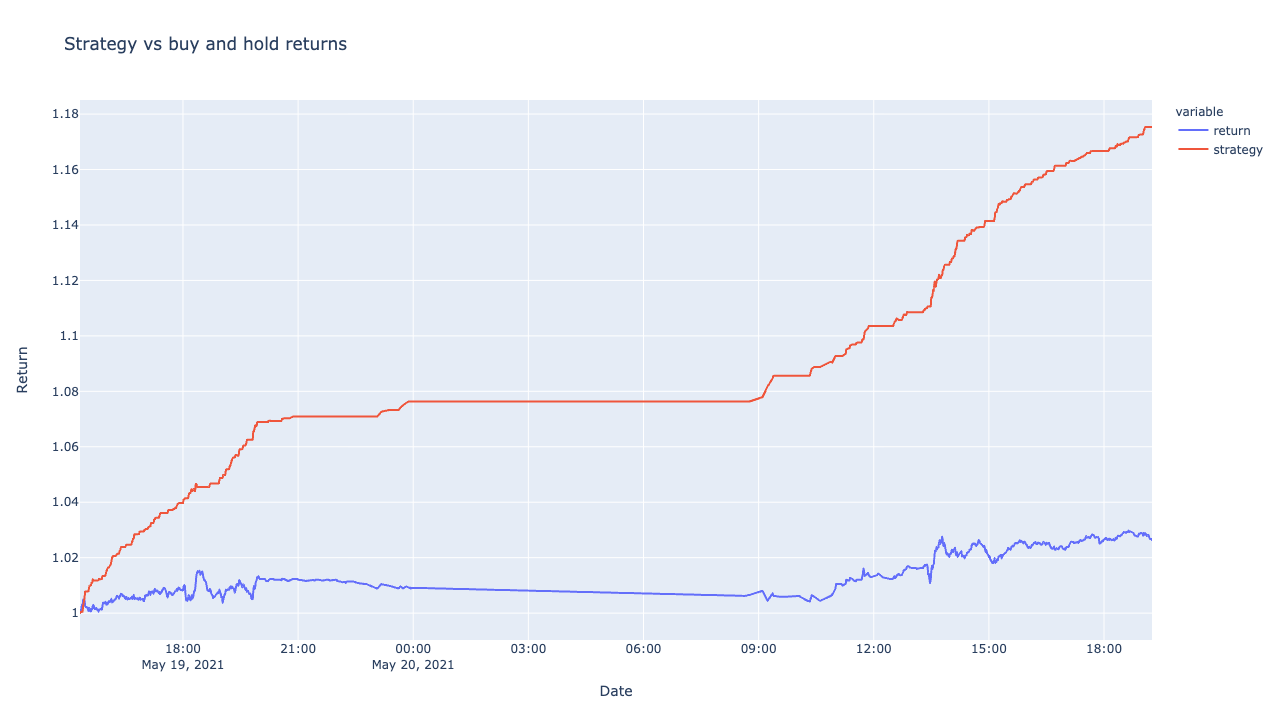 Strategy vs buy and hold returns
variable
return
strategy
1.18
1.16
1.14
1.12
1.1
1.08
1.06
1.04
1.02
1
Return
18:00
May 19, 2021
21:00
00:00
May 20, 2021
03:00
06:00
09:00
12:00
15:00
18:00
Date